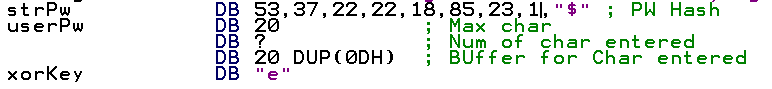 strPw DB 53,37,22,22,18,85,23,1,"$" ; PW Hash
userPw DB 20 ; Max char
DB ? ; Num of char entered
DB 20 DUP(0DH) ; BUffer for Char entered
xorKey DB "e"